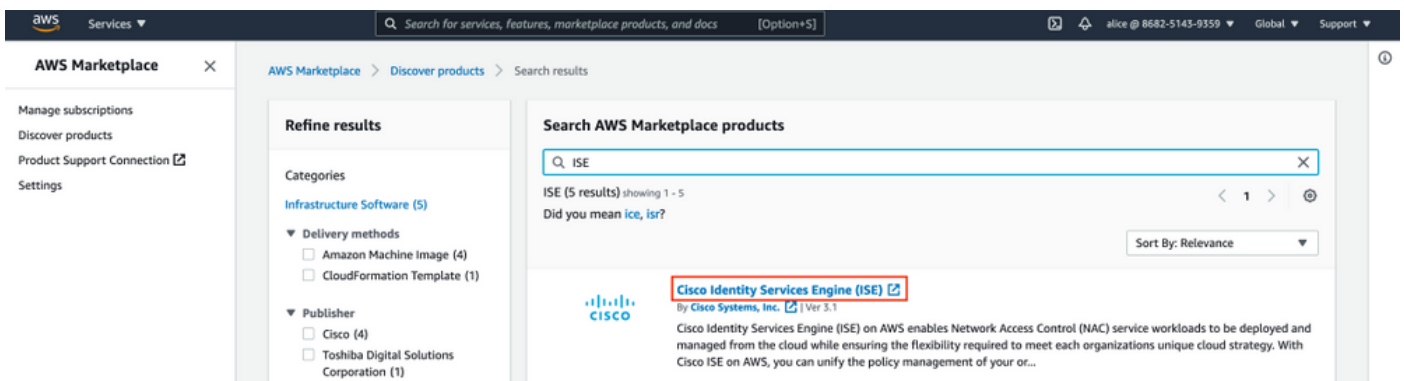 aws Services ▼ Search for services, features, marketplace products, and docs [Option+S] alice @ 8682-5143-9359 ▼ Global ▼ Support ▼
AWS Marketplace
Manage subscriptions
Discover products
Product Support Connection
Settings
AWS Marketplace > Discover products > Search results
Refine results
Categories
Infrastructure Software (5)
▼ Delivery methods
Amazon Machine Image (4)
CloudFormation Template (1)
▼ Publisher
Cisco (4)
Toshiba Digital Solutions
Corporation (1)
Search AWS Marketplace products
ISE
ISE (5 results) showing 1 - 5
< 1 >
Did you mean ice, isr?
Sort By: Relevance ▼
CISCO
Cisco Identity Services Engine (ISE)
By Cisco Systems, Inc. | Ver 3.1
Cisco Identity Services Engine (ISE) on AWS enables Network Access Control (NAC) service workloads to be deployed and
managed from the cloud while ensuring the flexibility required to meet each organizations unique cloud strategy. With
Cisco ISE on AWS, you can unify the policy management of your or...